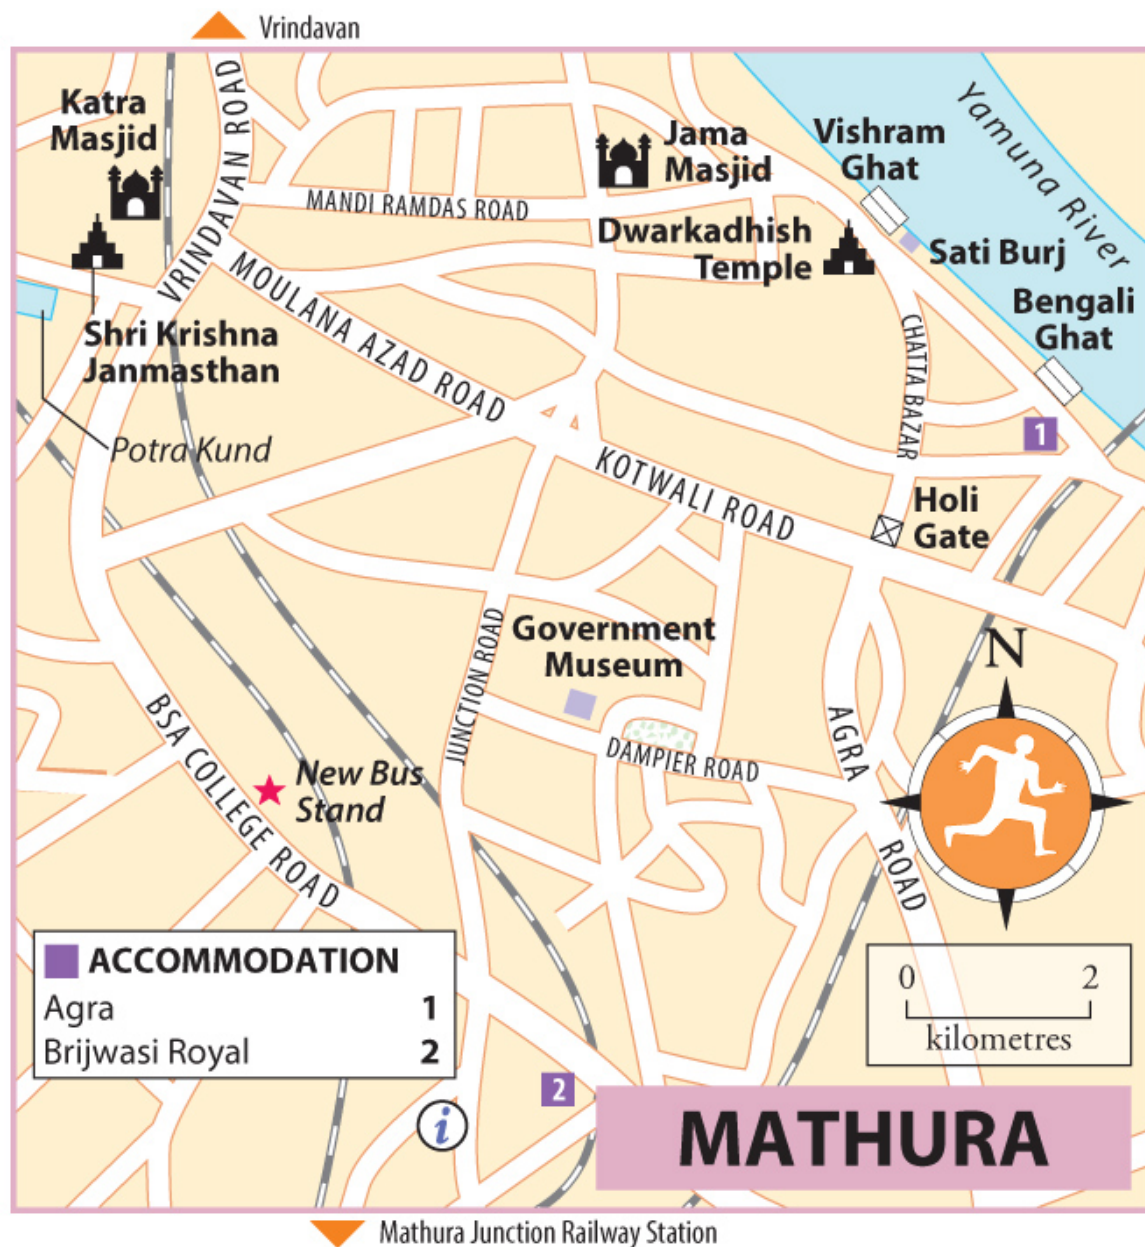 Vrindavan
Katra
Masjid
VRINDAVAN ROAD
Jama
Masjid
Vishram
Ghat
Yamuna River
MANDI RAMDAS ROAD
Dwarkadhish
Temple
Sati Burj
Bengali
Ghat
MOULANA AZAD ROAD
Shri Krishna
Janmasthan
CHATTA BAZAR
Potra Kund
1
KOTWALI ROAD
Holi
Gate
Government
Museum
N
JUNCTION ROAD
BSA COLLEGE ROAD
New Bus
Stand
DAMPIER ROAD
AGRA ROAD
ACCOMMODATION
Agra 1
Brijwasi Royal 2
0 2
kilometres
2
i
MATHURA
Mathura Junction Railway Station